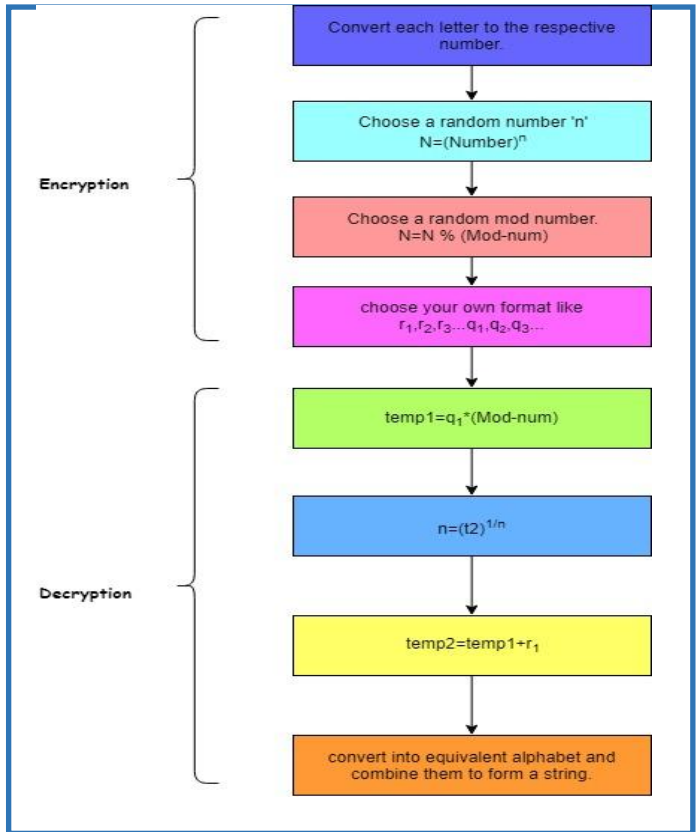 Convert each letter to the respective
number.
Choose a random number 'n'
N=(Number)ⁿ
Encryption
Choose a random mod number.
N=N % (Mod-num)
choose your own format like
r₁,r₂,r₃...q₁,q₂,q₃...
temp1=q₁*(Mod-num)
n=(t2)¹/ⁿ
Decryption
temp2=temp1+r₁
convert into equivalent alphabet and
combine them to form a string.